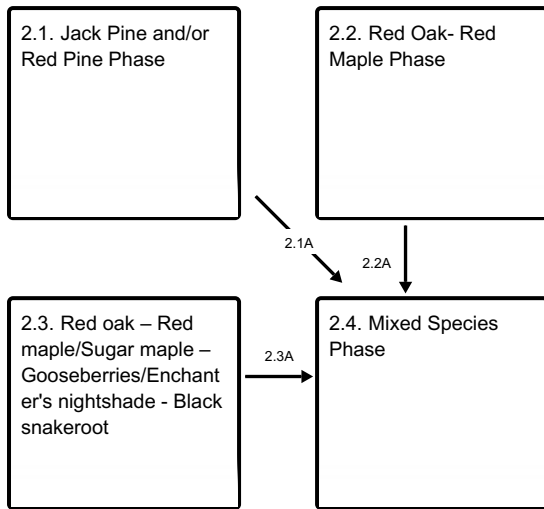 2.1. Jack Pine and/or
Red Pine Phase
2.2. Red Oak- Red
Maple Phase
2.1A
2.2A
2.3. Red oak – Red
maple/Sugar maple –
Gooseberries/Enchant
er's nightshade - Black
snakeroot
2.3A
2.4. Mixed Species
Phase